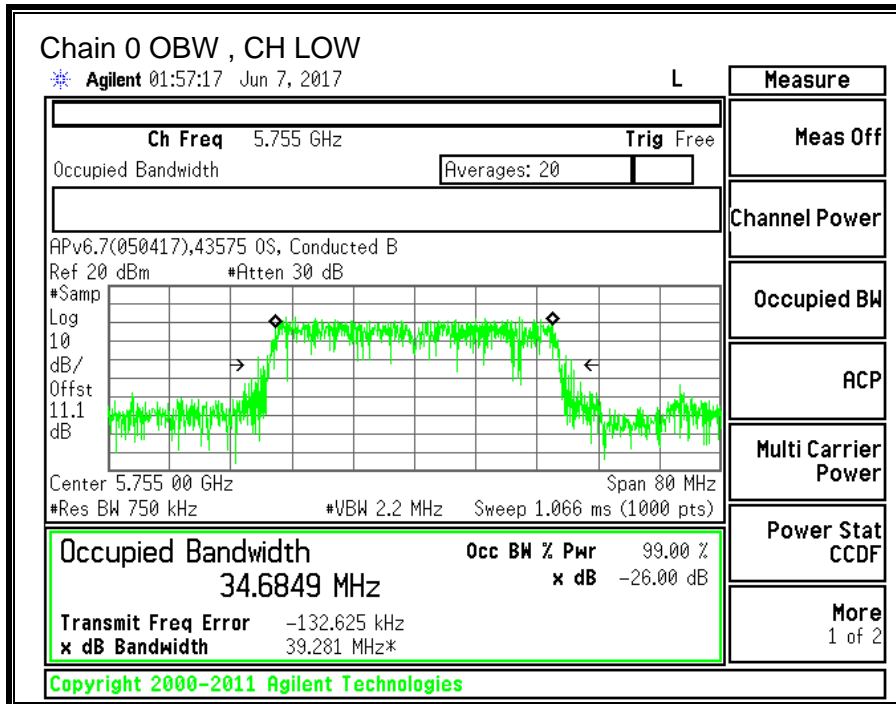 Chain 0 OBW , CH LOW
Agilent 01:57:17 Jun 7, 2017 L
Ch Freq 5.755 GHz Trig Free
Occupied Bandwidth Averages: 20
APv6.7(050417),43575 OS, Conducted B
Ref 20 dBm #Atten 30 dB
#Samp
Log
10
dB/
Offst
11.1
dB
Center 5.755 00 GHz Span 80 MHz
#Res BW 750 kHz #VBW 2.2 MHz Sweep 1.066 ms (1000 pts)
Occupied Bandwidth Occ BW % Pwr 99.00 %
34.6849 MHz x dB -26.00 dB
Transmit Freq Error -132.625 kHz
x dB Bandwidth 39.281 MHz*
Copyright 2000-2011 Agilent Technologies
Measure
Meas Off
Channel Power
Occupied BW
ACP
Multi Carrier
Power
Power Stat
CCDF
More
1 of 2